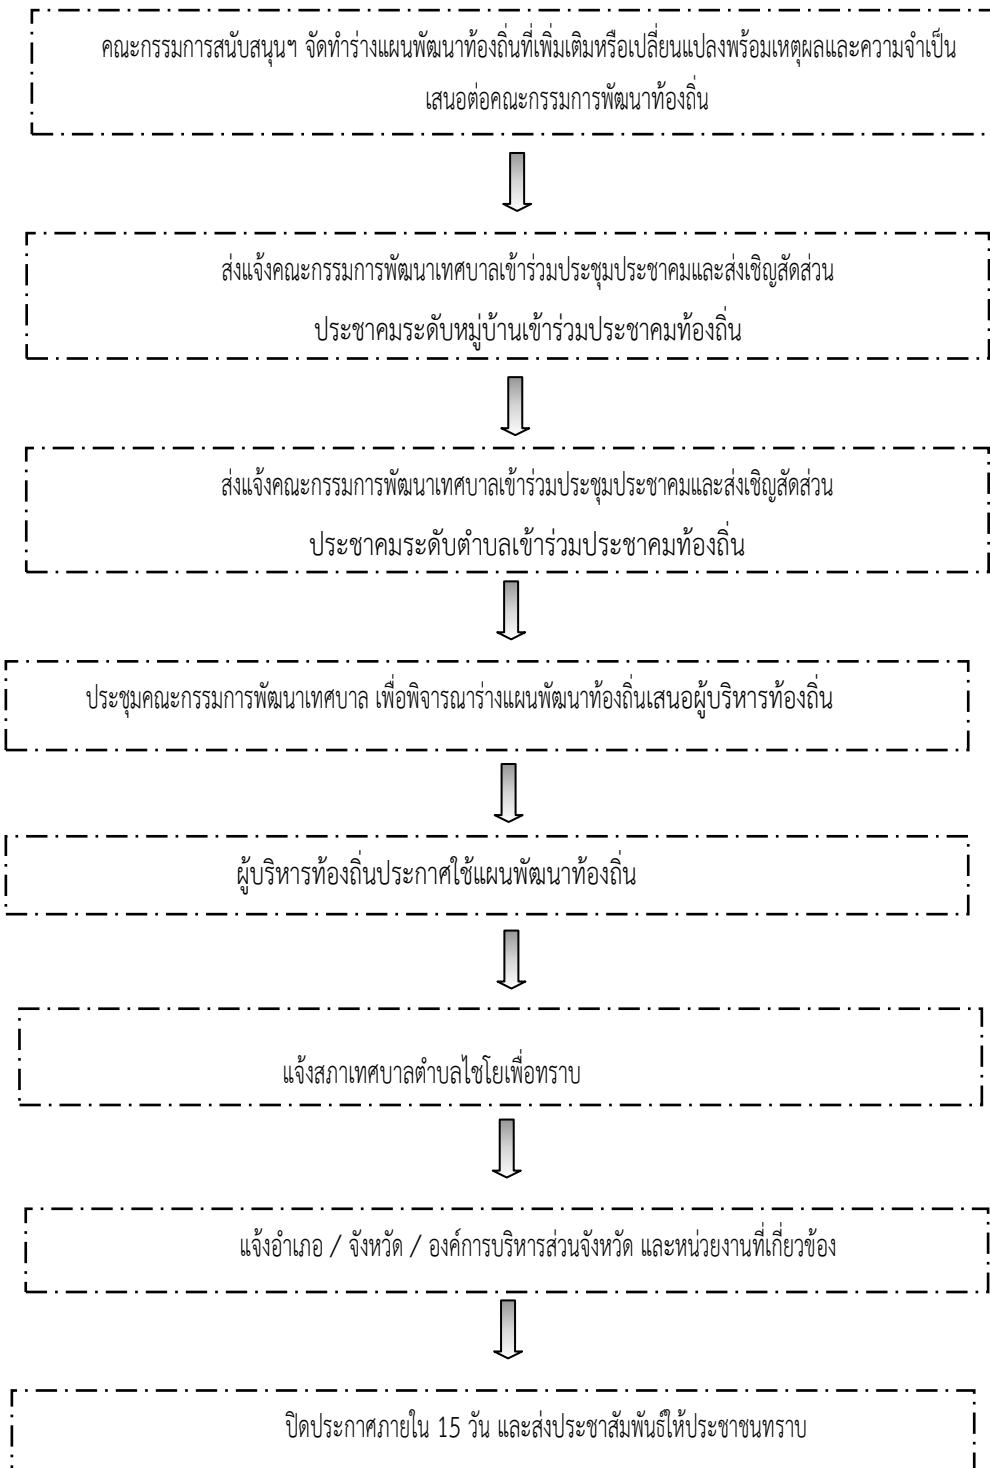 คณะกรรมการสนับสนุนฯ จัดทำร่างแผนพัฒนาท้องถิ่นที่เพิ่มเติมหรือเปลี่ยนแปลงพร้อมเหตุผลและความจำเป็น
เสนอต่อคณะกรรมการพัฒนาท้องถิ่น
ส่งแจ้งคณะกรรมการพัฒนาเทศบาลเข้าร่วมประชุมประชาคมและส่งเชิญสัดส่วน
ประชาคมระดับหมู่บ้านเข้าร่วมประชาคมท้องถิ่น
ส่งแจ้งคณะกรรมการพัฒนาเทศบาลเข้าร่วมประชุมประชาคมและส่งเชิญสัดส่วน
ประชาคมระดับตำบลเข้าร่วมประชาคมท้องถิ่น
ประชุมคณะกรรมการพัฒนาเทศบาล เพื่อพิจารณาร่างแผนพัฒนาท้องถิ่นเสนอผู้บริหารท้องถิ่น
ผู้บริหารท้องถิ่นประกาศใช้แผนพัฒนาท้องถิ่น
แจ้งสภาเทศบาลตำบลไชโยเพื่อทราบ
แจ้งอำเภอ / จังหวัด / องค์การบริหารส่วนจังหวัด และหน่วยงานที่เกี่ยวข้อง
ปิดประกาศภายใน 15 วัน และส่งประชาสัมพันธ์ให้ประชาชนทราบ